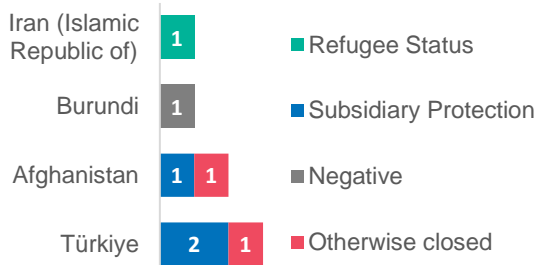 Iran (Islamic
Republic of)
1
Burundi
1
Afghanistan
1 1
Türkiye
2 1
Refugee Status
Subsidiary Protection
Negative
Otherwise closed